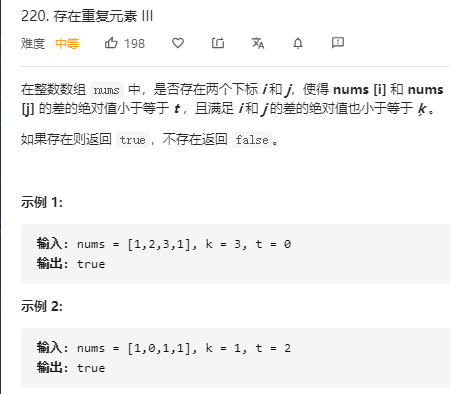 220. 存在重复元素 III
难度 中等 198
在整数数组 nums 中，是否存在两个下标 i 和 j，使得 nums [i] 和 nums
[j] 的差的绝对值小于等于 t ，且满足 i 和 j 的差的绝对值也小于等于 ķ 。
如果存在则返回 true，不存在返回 false。
示例 1:
输入: nums = [1,2,3,1], k = 3, t = 0
输出: true
示例 2:
输入: nums = [1,0,1,1], k = 1, t = 2
输出: true